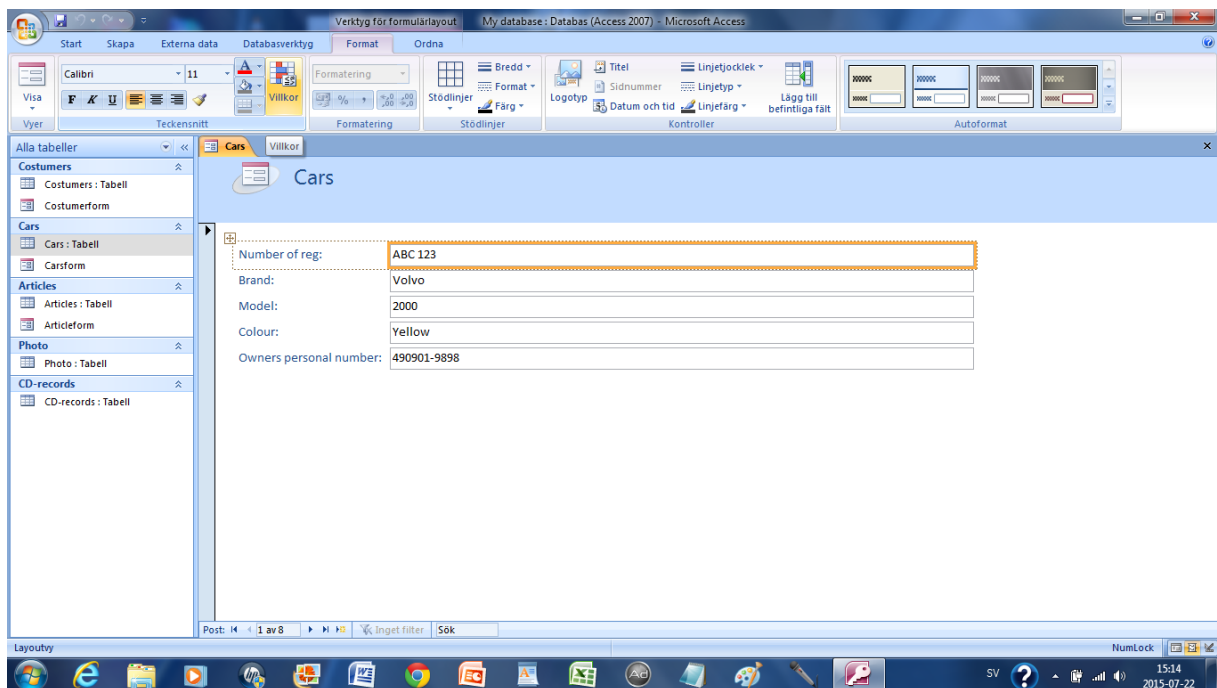 Verktyg för formulärlayout My database : Databas (Access 2007) - Microsoft Access
Start Skapa Externa data Databasverktyg Format Ordna
Calibri 11 A Villkor Formatering Bredd Titel Linjetjocklek
Visa F K U % Stödlinjer Format Logotyp Sidnummer Linjetyp Lägg till befintliga fält
Färg Datum och tid Linjefärg
Vyer Teckensnitt Formatering Stödlinjer Kontroller Autoformat
Alla tabeller Cars Villkor
Costumers
Costumers : Tabell
Costumerform
Cars
Cars : Tabell
Carsform
Articles
Articles : Tabell
Articleform
Photo
Photo : Tabell
CD-records
CD-records : Tabell
Cars
Number of reg: ABC 123
Brand: Volvo
Model: 2000
Colour: Yellow
Owners personal number: 490901-9898
Post: 1 av 8 Inget filter Sök
Layoutvy NumLock
SV 15:14
2015-07-22